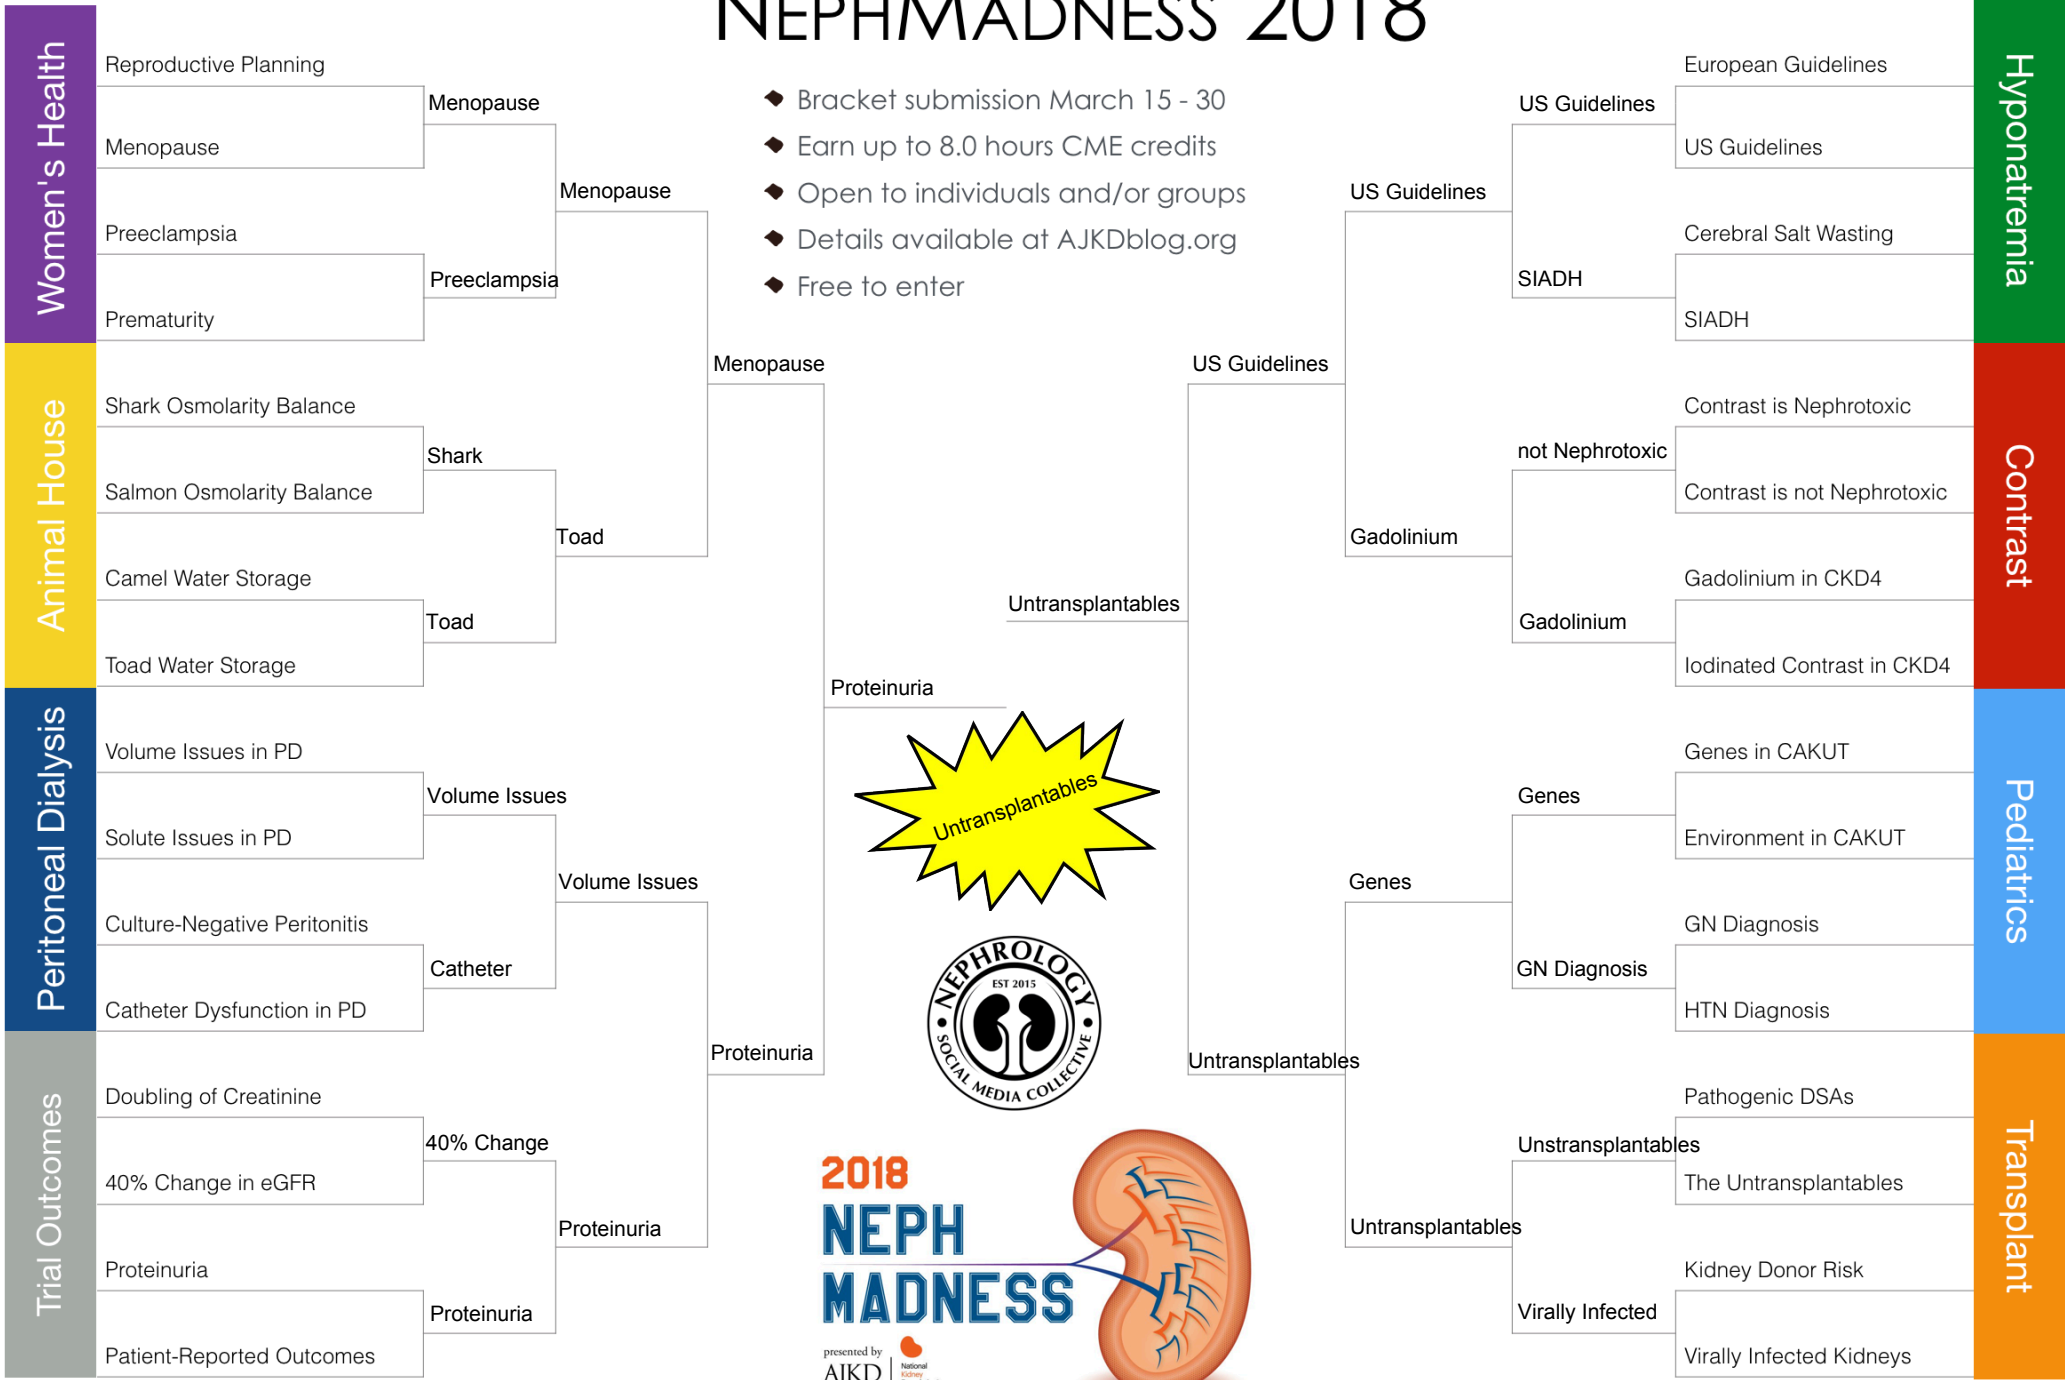 NEPHMADNESS 2018
Bracket submission March 15 - 30
Earn up to 8.0 hours CME credits
Open to individuals and/or groups
Details available at AJKDblog.org
Free to enter
Women's Health
Reproductive Planning
Menopause
Preeclampsia
Prematurity
Menopause
Preeclampsia
Menopause
Animal House
Shark Osmolarity Balance
Salmon Osmolarity Balance
Camel Water Storage
Toad Water Storage
Shark
Toad
Toad
Menopause
Peritoneal Dialysis
Volume Issues in PD
Solute Issues in PD
Culture-Negative Peritonitis
Catheter Dysfunction in PD
Volume Issues
Catheter
Volume Issues
Trial Outcomes
Doubling of Creatinine
40% Change in eGFR
Proteinuria
Patient-Reported Outcomes
40% Change
Proteinuria
Proteinuria
Proteinuria
Proteinuria
Untransplantables
Untransplantables
US Guidelines
US Guidelines
US Guidelines
SIADH
European Guidelines
US Guidelines
Cerebral Salt Wasting
SIADH
Hyponatremia
Gadolinium
not Nephrotoxic
Gadolinium
Contrast is Nephrotoxic
Contrast is not Nephrotoxic
Gadolinium in CKD4
Iodinated Contrast in CKD4
Contrast
Genes
Genes
GN Diagnosis
Genes in CAKUT
Environment in CAKUT
GN Diagnosis
HTN Diagnosis
Pediatrics
Untransplantables
Untransplantables
Unstransplantables
Virally Infected
Pathogenic DSAs
The Untransplantables
Kidney Donor Risk
Virally Infected Kidneys
Transplant
NEPHROLOGY
EST 2015
SOCIAL MEDIA COLLECTIVE
2018
NEPH
MADNESS
presented by
AJKD
National
Kidney